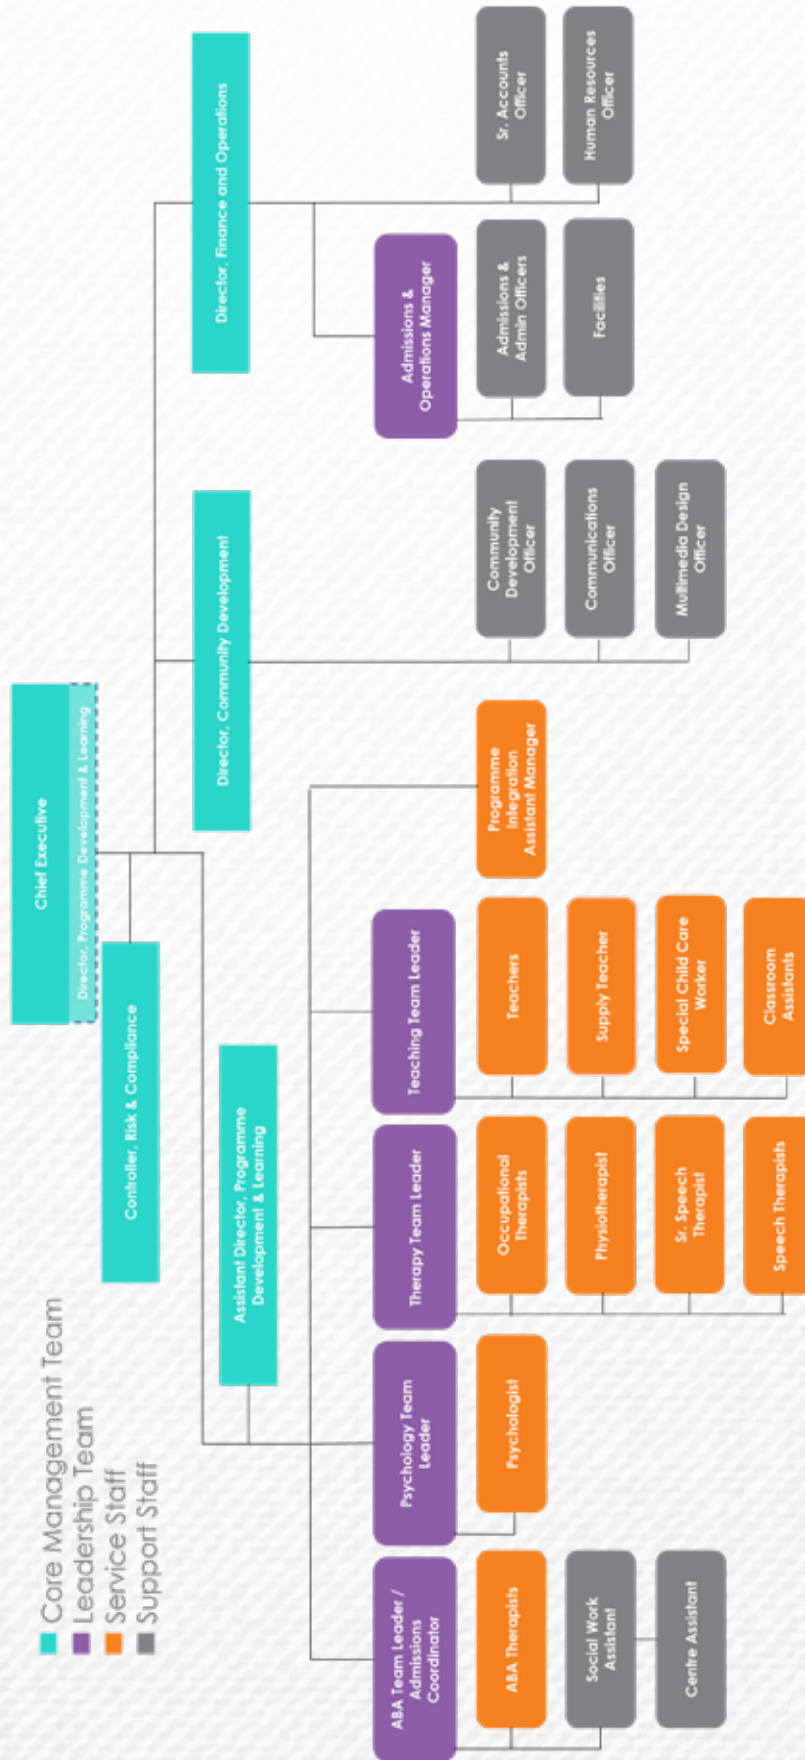 Core Management Team
Leadership Team
Service Staff
Support Staff
Chief Executive
Director, Programme Development & Learning
Controller, Risk & Compliance
Assistant Director, Programme
Development & Learning
Director, Community Development
Director, Finance and Operations
ABA Team Leader /
Admissions
Coordinator
Psychology Team
Leader
Therapy Team Leader
Teaching Team Leader
Admissions &
Operations Manager
ABA Therapists
Social Work
Assistant
Centre Assistant
Psychologist
Occupational
Therapists
Physiotherapist
Sr. Speech
Therapist
Speech Therapists
Teachers
Supply Teacher
Special Child Care
Worker
Classroom
Assistants
Programme
Integration
Assistant Manager
Community
Development
Officer
Communications
Officer
Multimedia Design
Officer
Admissions &
Admin Officers
Facilities
Sr. Accounts
Officer
Human Resources
Officer